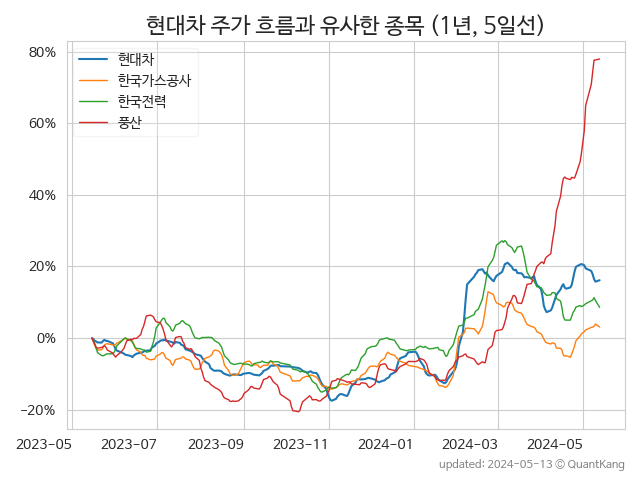 현대차 주가 흐름과 유사한 종목 (1년, 5일선)
80%
60%
40%
20%
0%
−20%
현대차
한국가스공사
한국전력
풍산
2023-05 2023-07 2023-09 2023-11 2024-01 2024-03 2024-05
updated: 2024-05-13 ⓒ QuantKang